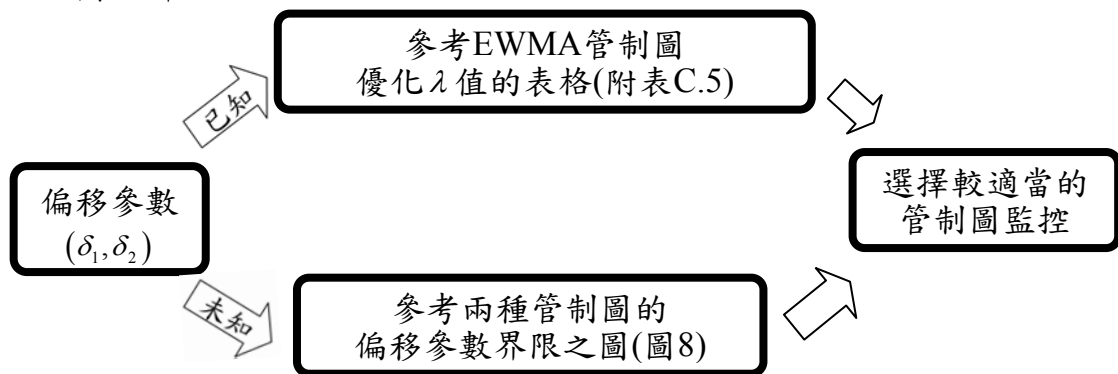 參考EWMA管制圖
優化λ值的表格(附表C.5)
已知
偏移參數
(δ₁,δ₂)
選擇較適當的
管制圖監控
未知
參考兩種管制圖的
偏移參數界限之圖(圖8)